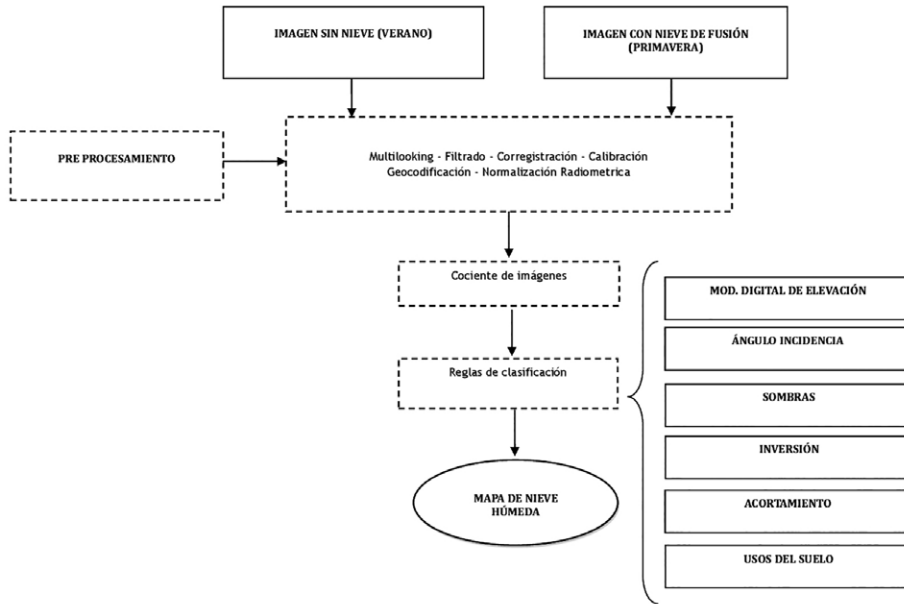 IMAGEN SIN NIEVE (VERANO)
IMAGEN CON NIEVE DE FUSIÓN
(PRIMAVERA)
PRE PROCESAMIENTO
Multilooking - Filtrado - Corregistración - Calibración
Geocodificación - Normalización Radiometrica
Cociente de imágenes
Reglas de clasificación
MAPA DE NIEVE
HÚMEDA
MOD. DIGITAL DE ELEVACIÓN
ÁNGULO INCIDENCIA
SOMBRAS
INVERSIÓN
ACORTAMIENTO
USOS DEL SUELO